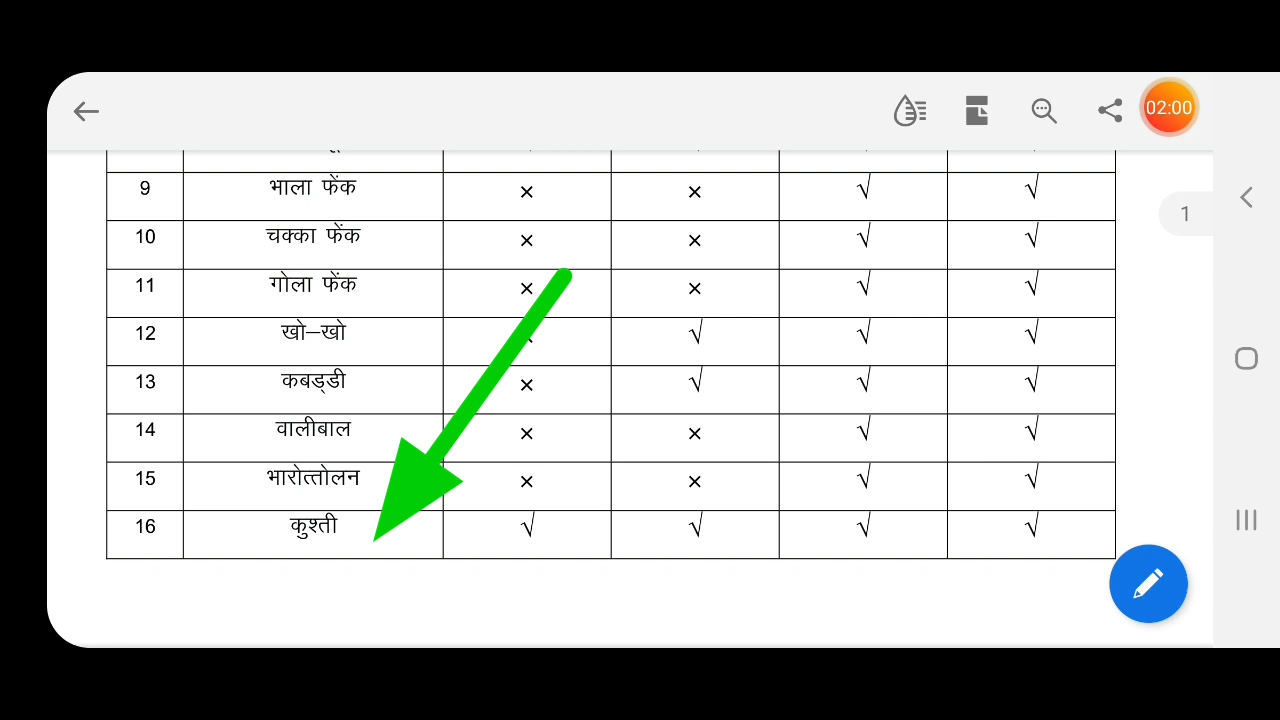 02:00
1
9 भाला फेंक × × √ √
10 चक्का फेंक × × √ √
11 गोला फेंक × × √ √
12 खो–खो √ √ √
13 कबड्डी × √ √ √
14 वालीबाल × × √ √
15 भारोत्तोलन × × √ √
16 कुश्ती √ √ √ √